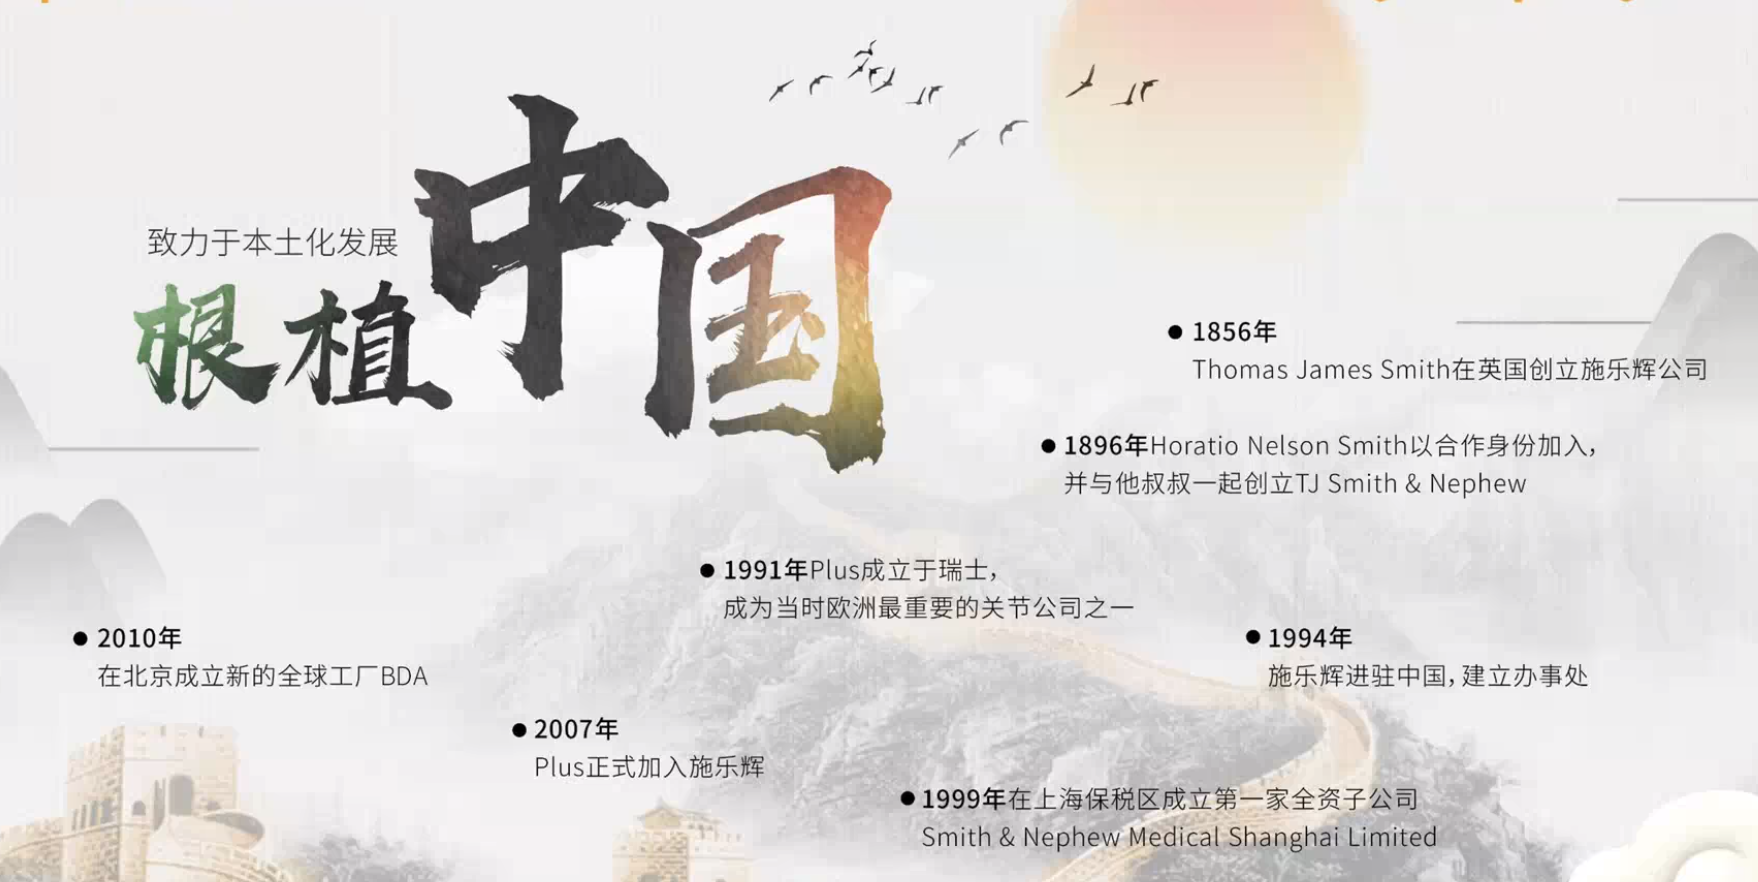 致力于本土化发展
根植中国
1856年
Thomas James Smith在英国创立施乐辉公司
1896年Horatio Nelson Smith以合作身份加入，
并与他叔叔一起创立TJ Smith & Nephew
1991年Plus成立于瑞士，
成为当时欧洲最重要的关节公司之一
1994年
施乐辉进驻中国，建立办事处
1999年在上海保税区成立第一家全资子公司
Smith & Nephew Medical Shanghai Limited
2007年
Plus正式加入施乐辉
2010年
在北京成立新的全球工厂BDA